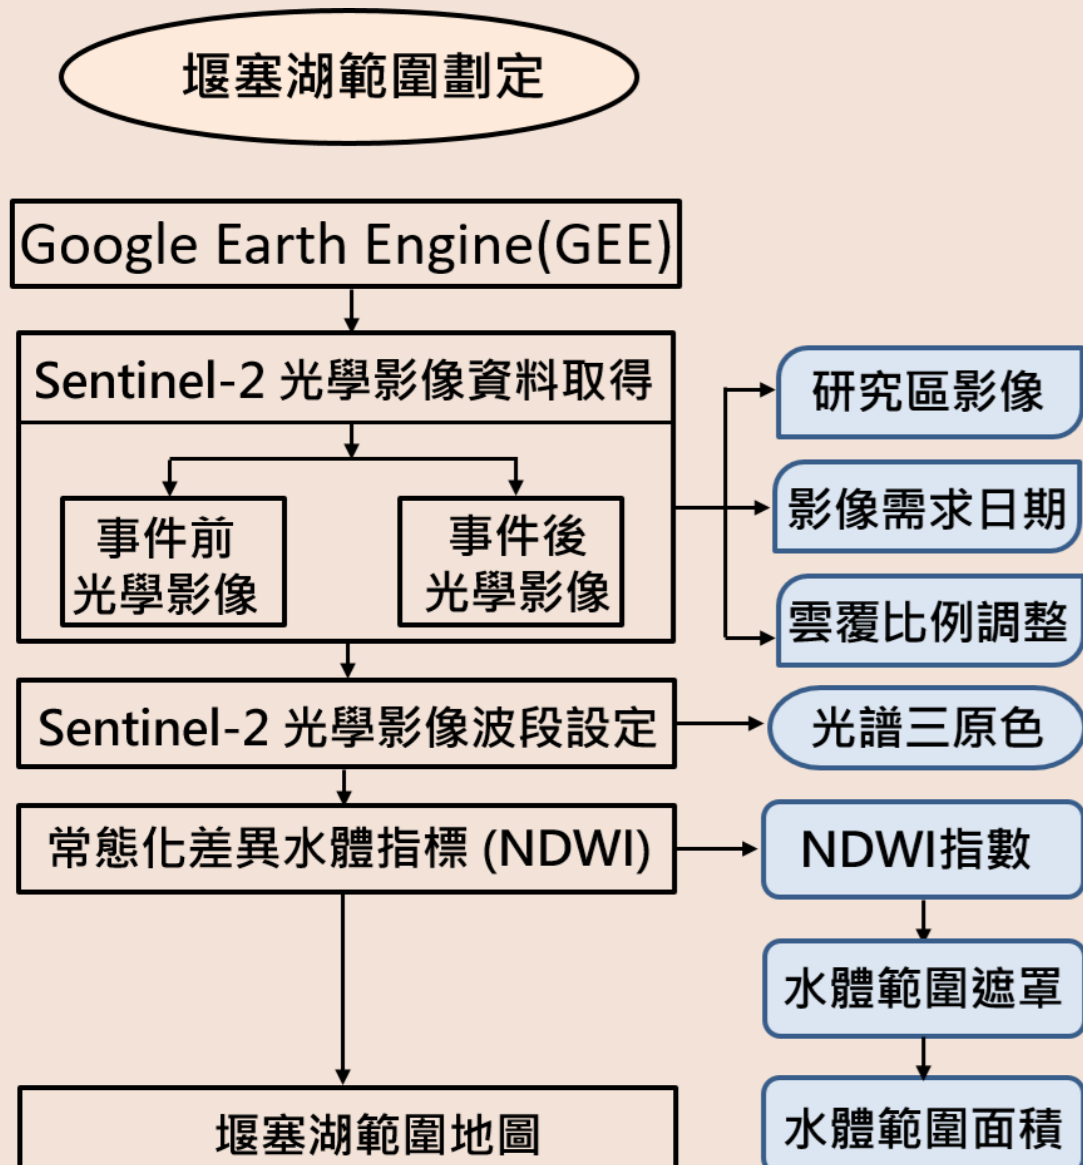 堰塞湖範圍劃定
Google Earth Engine(GEE)
Sentinel-2 光學影像資料取得
事件前
光學影像
事件後
光學影像
研究區影像
影像需求日期
雲覆比例調整
Sentinel-2 光學影像波段設定
光譜三原色
常態化差異水體指標 (NDWI)
NDWI指數
水體範圍遮罩
堰塞湖範圍地圖
水體範圍面積